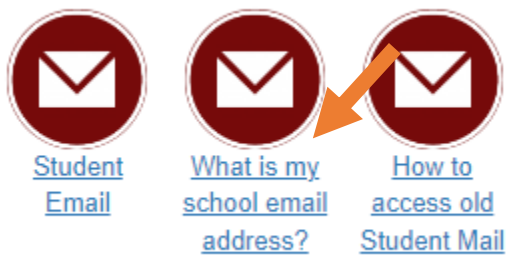 Student
Email
What is my
school email
address?
How to
access old
Student Mail